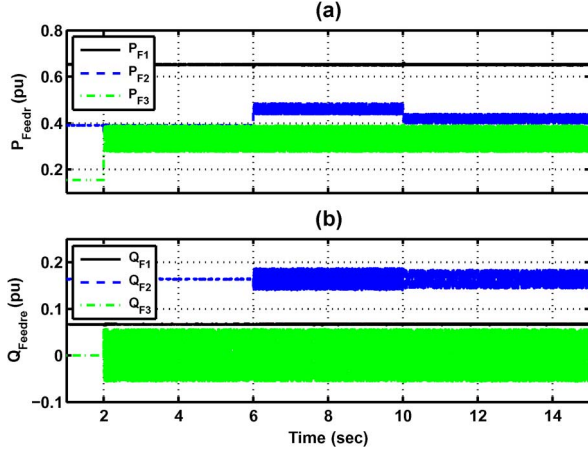 (a)
0.8
0.6
0.4
0.2
P_Feedr (pu)
P_F1
P_F2
P_F3
(b)
0.2
0.1
0
−0.1
Q_Feedre (pu)
Q_F1
Q_F2
Q_F3
2 4 6 8 10 12 14
Time (sec)